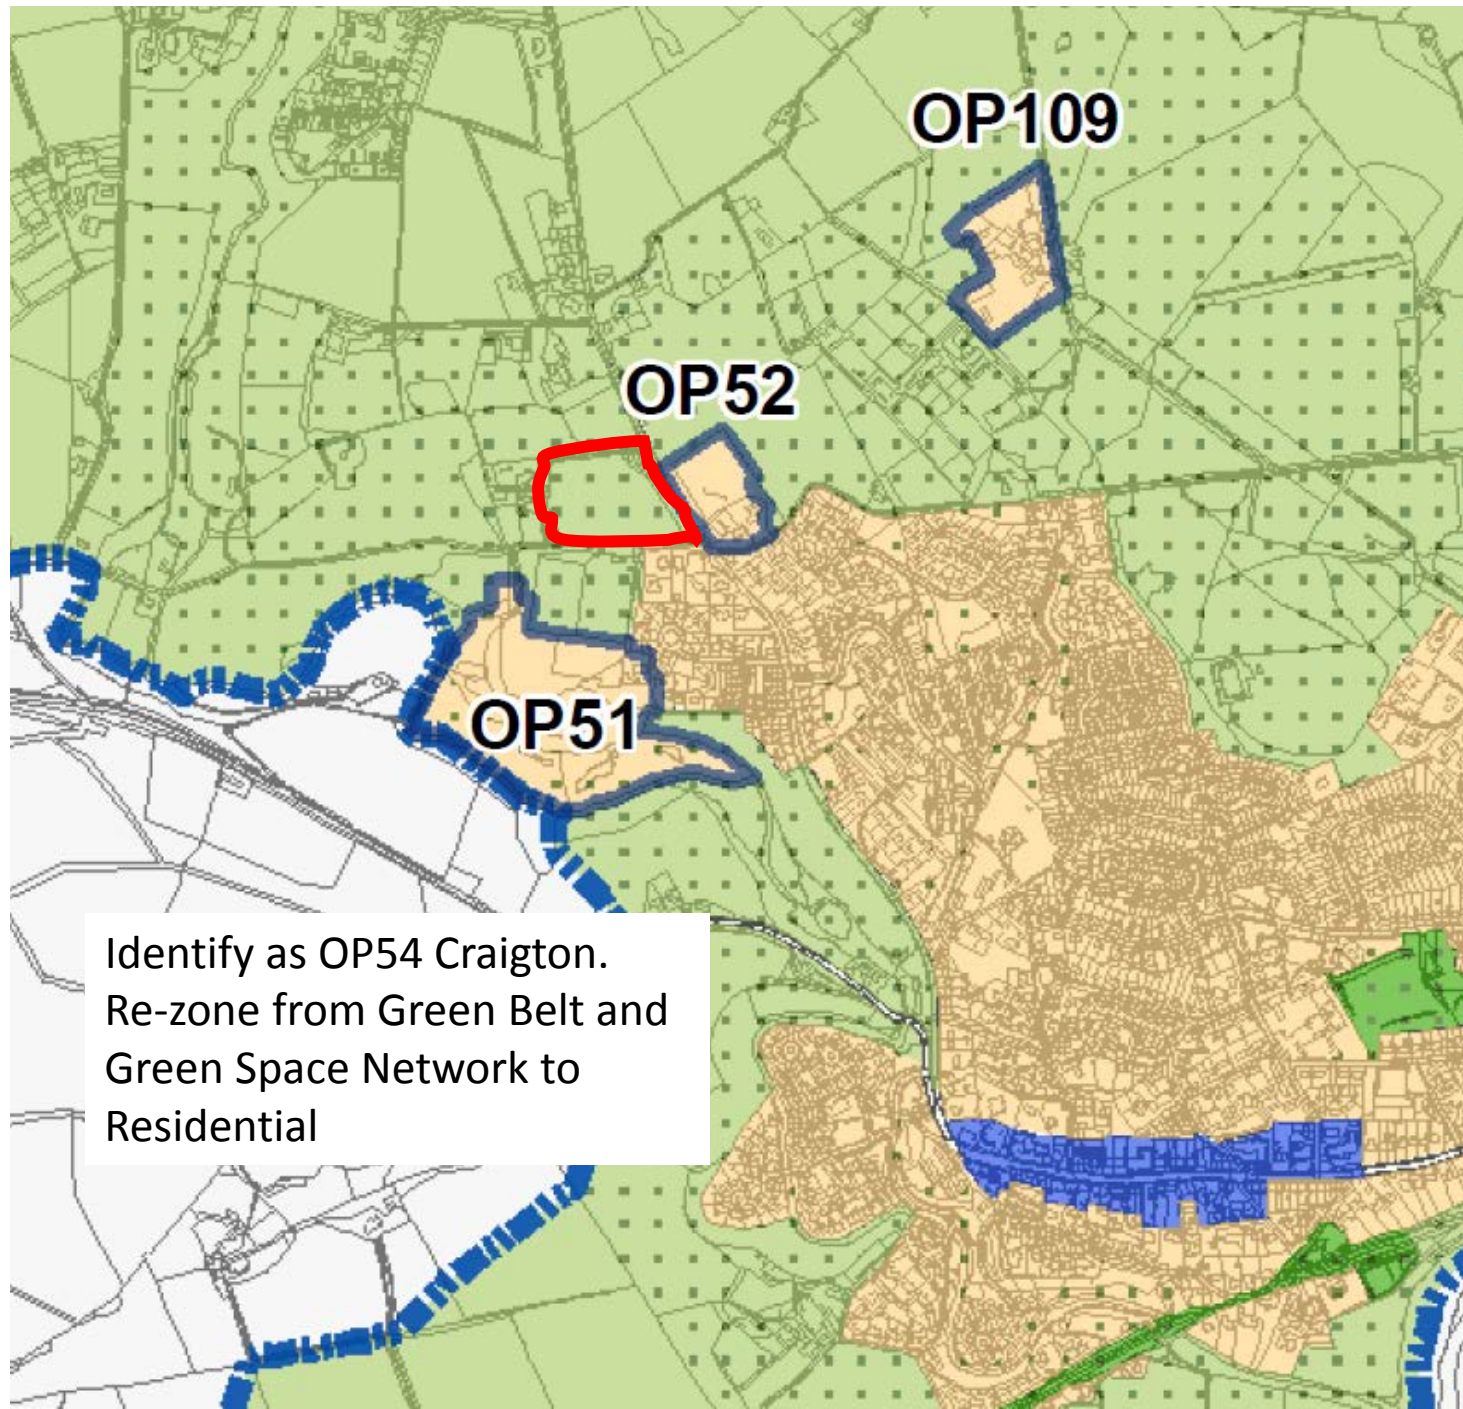 OP109
OP52
OP51
Identify as OP54 Craigton.
Re-zone from Green Belt and
Green Space Network to
Residential